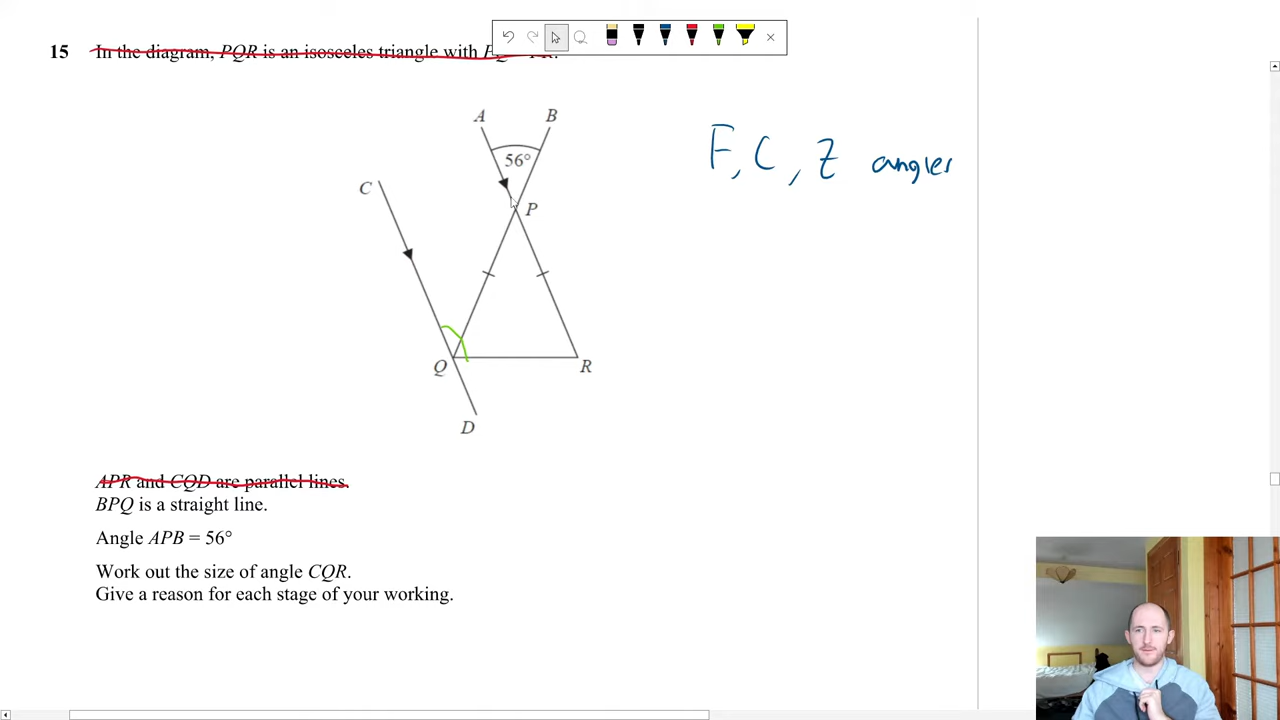 15 In the diagram, PQR is an isosceles triangle with
A B
56°
F, C, Z angles
C
P
Q R
D
APR and CQD are parallel lines.
BPQ is a straight line.
Angle APB = 56°
Work out the size of angle CQR.
Give a reason for each stage of your working.